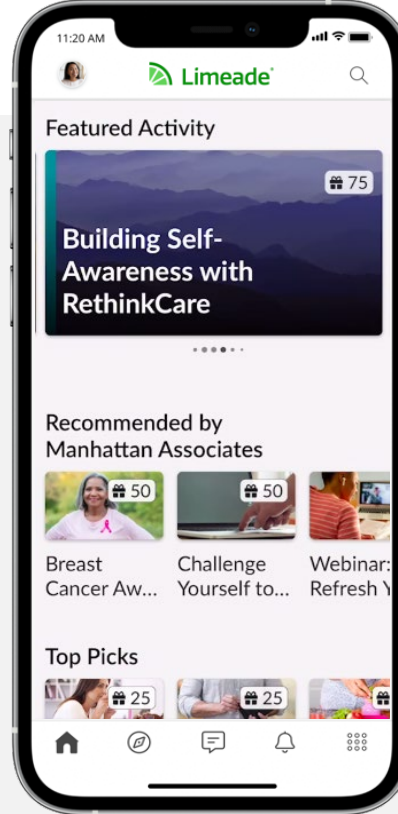 11:20 AM
Limeade
Featured Activity
75
Building Self-
Awareness with
RethinkCare
Recommended by
Manhattan Associates
50
50
Breast
Cancer Aw...
Challenge
Yourself to...
Webinar:
Refresh Y
Top Picks
25
25